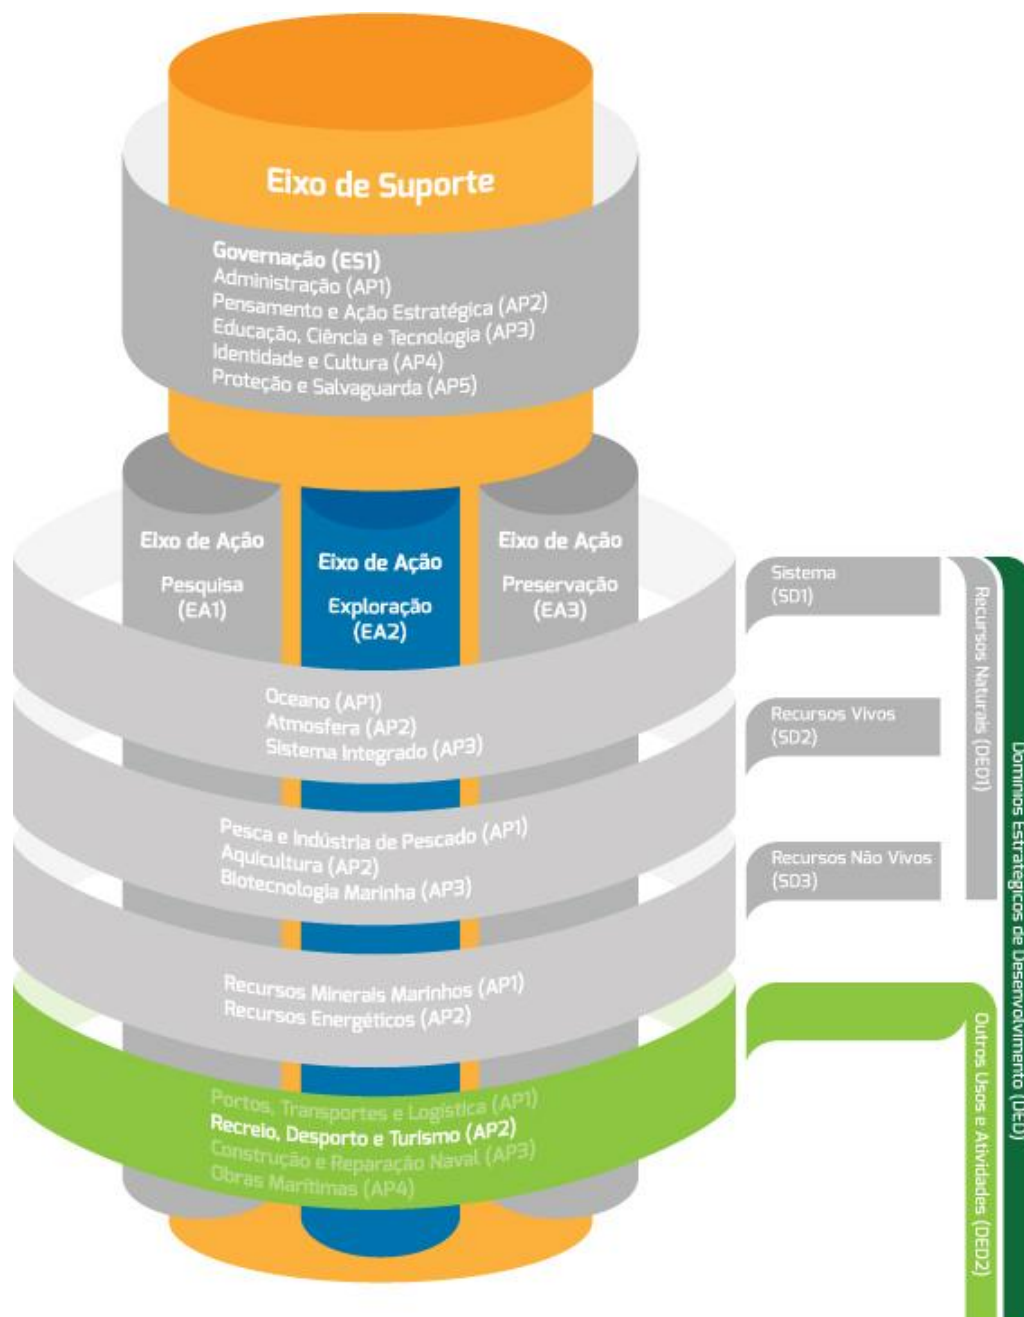 Eixo de Suporte
Governação (ES1)
Administração (AP1)
Pensamento e Ação Estratégica (AP2)
Educação, Ciência e Tecnologia (AP3)
Identidade e Cultura (AP4)
Proteção e Salvaguarda (AP5)
Eixo de Ação
Pesquisa
(EA1)
Eixo de Ação
Exploração
(EA2)
Eixo de Ação
Preservação
(EA3)
Oceano (AP1)
Atmosfera (AP2)
Sistema Integrado (AP3)
Pesca e Indústria de Pescado (AP1)
Aquicultura (AP2)
Biotecnologia Marinha (AP3)
Recursos Minerais Marinhos (AP1)
Recursos Energéticos (AP2)
Portos, Transportes e Logística (AP1)
Recreio, Desporto e Turismo (AP2)
Construção e Reparação Naval (AP3)
Obras Marítimas (AP4)
Sistema
(SD1)
Recursos Vivos
(SD2)
Recursos Não Vivos
(SD3)
Recursos Naturais (DED1)
Outros Usos e Atividades (DED2)
Domínios Estratégicos de Desenvolvimento (DED)